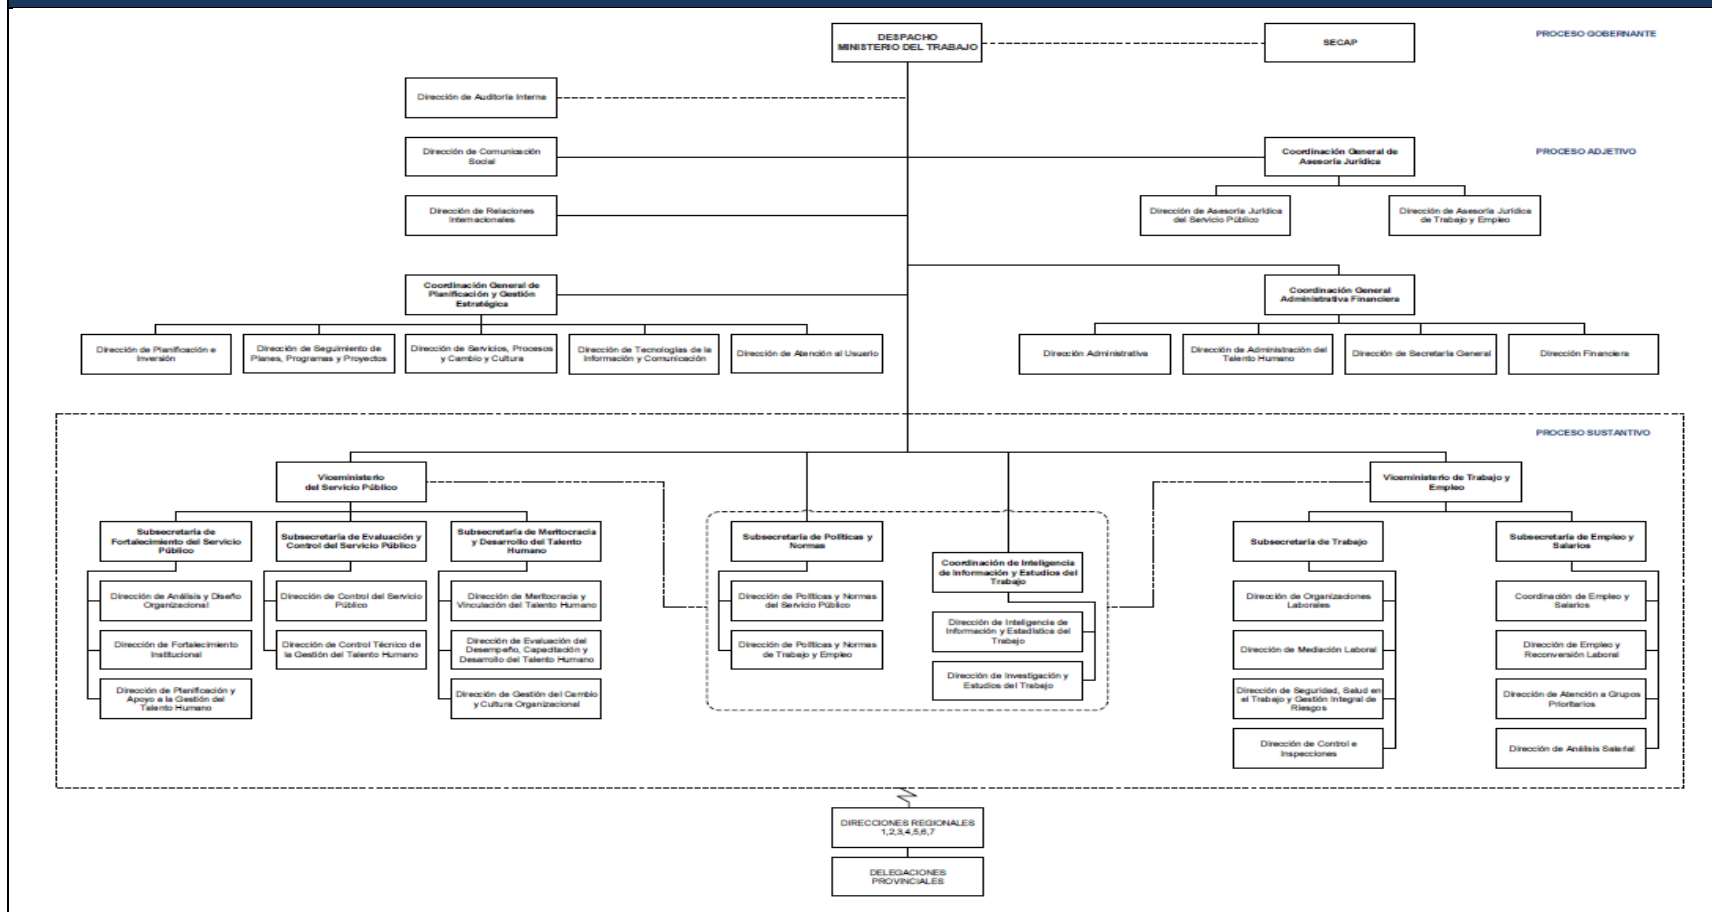 DESPACHO
MINISTERIO DEL TRABAJO
SECAP
PROCESO GOBERNANTE
Dirección de Auditoría Interna
Dirección de Comunicación
Social
Coordinación General de
Asesoría Jurídica
PROCESO ADJETIVO
Dirección de Relaciones
Internacionales
Dirección de Asesoría Jurídica
del Servicio Público
Dirección de Asesoría Jurídica
de Trabajo y Empleo
Coordinación General de
Planificación y Gestión
Estratégica
Coordinación General
Administrativa Financiera
Dirección de Planificación e
Inversión
Dirección de Seguimiento de
Planes, Programas y Proyectos
Dirección de Servicios, Procesos
y Cambio y Cultura
Dirección de Tecnologías de la
Información y Comunicación
Dirección de Atención al Usuario
Dirección Administrativa
Dirección de Administración del
Talento Humano
Dirección de Secretaría General
Dirección Financiera
PROCESO SUSTANTIVO
Viceministerio
del Servicio Público
Viceministerio de Trabajo y
Empleo
Subsecretaría de
Fortalecimiento del Servicio
Público
Subsecretaría de Evaluación y
Control del Servicio Público
Subsecretaría de Meritocracia
y Desarrollo del Talento
Humano
Subsecretaría de Políticas y
Normas
Coordinación de Inteligencia
de Información y Estudios del
Trabajo
Subsecretaría de Trabajo
Subsecretaría de Empleo y
Salarios
Dirección de Análisis y Diseño
Organizacional
Dirección de Control del Servicio
Público
Dirección de Meritocracia y
Vinculación del Talento Humano
Dirección de Políticas y Normas
del Servicio Público
Dirección de Inteligencia de
Información y Estadística del
Trabajo
Dirección de Organizaciones
Laborales
Coordinación de Empleo y
Salarios
Dirección de Fortalecimiento
Institucional
Dirección de Control Técnico de
la Gestión del Talento Humano
Dirección de Evaluación del
Desempeño, Capacitación y
Desarrollo del Talento Humano
Dirección de Políticas y Normas
de Trabajo y Empleo
Dirección de Investigación y
Estudios del Trabajo
Dirección de Mediación Laboral
Dirección de Empleo y
Reconversión Laboral
Dirección de Planificación y
Apoyo a la Gestión del
Talento Humano
Dirección de Gestión del Cambio
y Cultura Organizacional
Dirección de Seguridad, Salud en
el Trabajo y Gestión Integral de
Riesgos
Dirección de Atención a Grupos
Prioritarios
Dirección de Control e
Inspecciones
Dirección de Análisis Salarial
DIRECCIONES REGIONALES
1,2,3,4,5,6,7
DELEGACIONES
PROVINCIALES